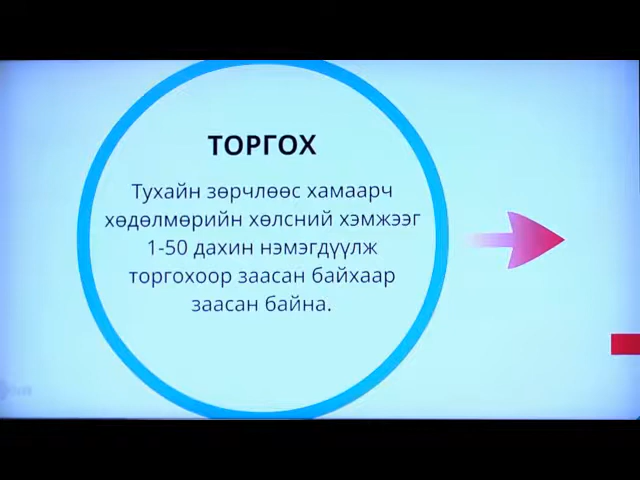 ТОРГОХ
Тухайн зөрчлөөс хамаарч
хөдөлмөрийн хөлсний хэмжээг
1-50 дахин нэмэгдүүлж
торгохоор заасан байхаар
заасан байна.